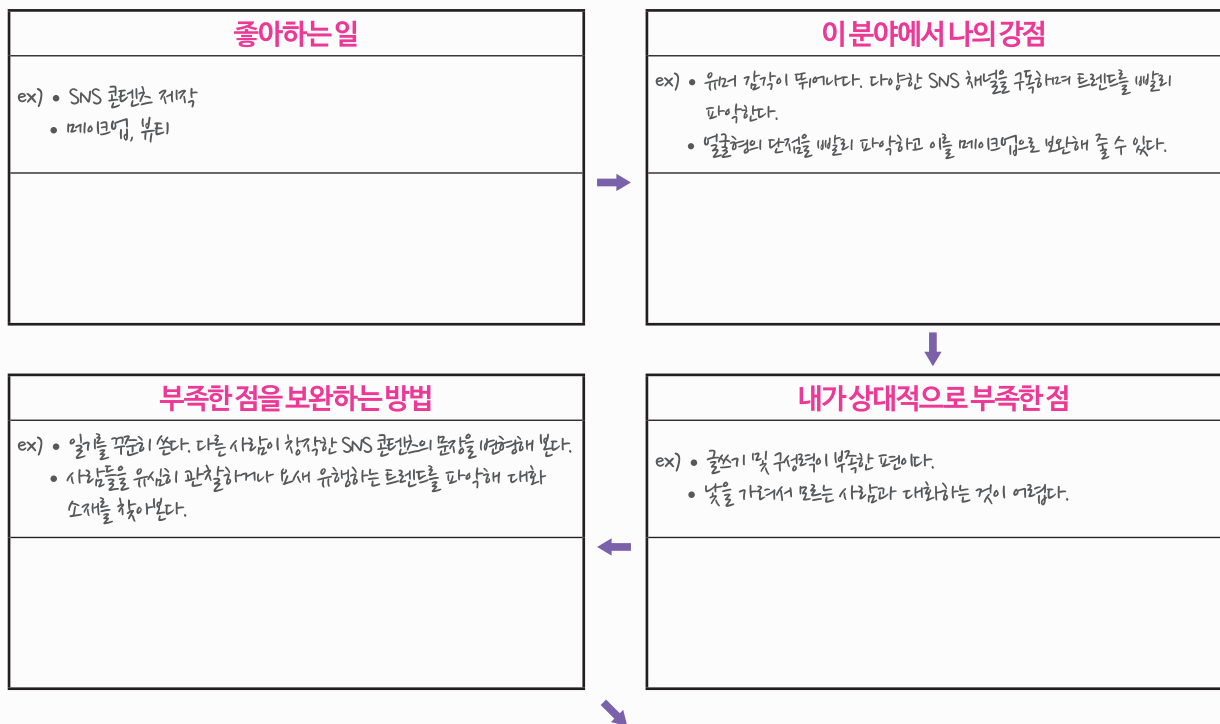 좋아하는 일
ex) • SNS 콘텐츠 제작
• 메이크업, 뷰티
이 분야에서 나의 강점
ex) • 유머 감각이 뛰어나다. 다양한 SNS 채널을 구독하며 트렌드를 빨리
파악한다.
• 얼굴형의 단점을 빨리 파악하고 이를 메이크업으로 보완해 줄 수 있다.
내가 상대적으로 부족한 점
ex) • 글쓰기 및 구성력이 부족한 편이다.
• 낯을 가려서 모르는 사람과 대화하는 것이 어렵다.
부족한 점을 보완하는 방법
ex) • 일기를 꾸준히 쓴다. 다른 사람이 창작한 SNS 콘텐츠의 문장을 변형해 본다.
• 사람들을 유심히 관찰하거나 요새 유행하는 트렌드를 파악해 대화
소재를 찾아본다.